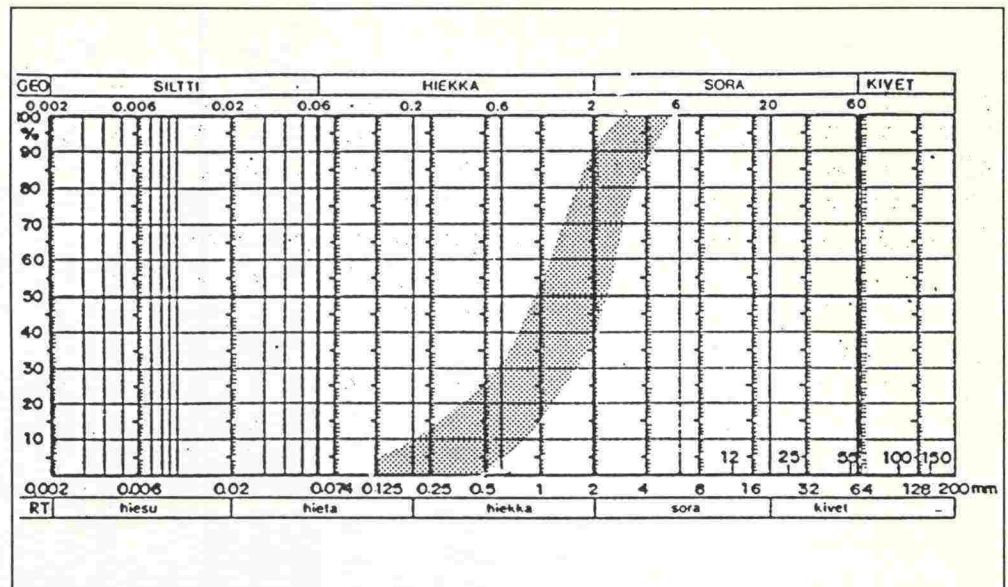 GEO SILTTI HIEKKA SORA KIVET
0.002 0.006 0.02 0.06 0.2 0.6 2 6 20 60
100
%
90
80
70
60
50
40
30
20
10
12 25 55 100 150
0.002 0.006 0.02 0.074 0.125 0.25 0.5 1 2 4 8 16 32 64 128 200 mm
RT hiesu hieta hiekka sora kivet